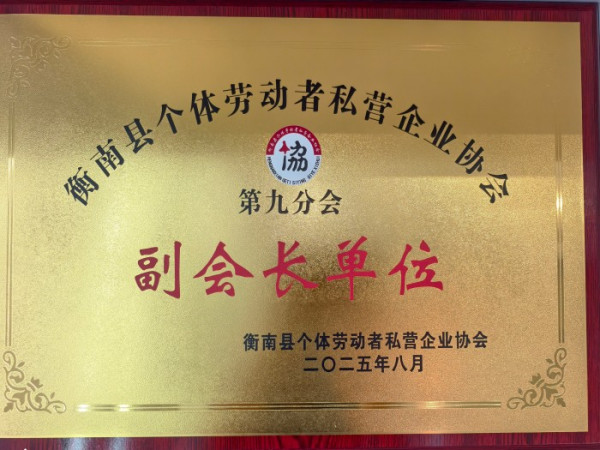 衡南县个体劳动者私营企业协会
協
第九分会
副会长单位
衡南县个体劳动者私营企业协会
二〇二五年八月